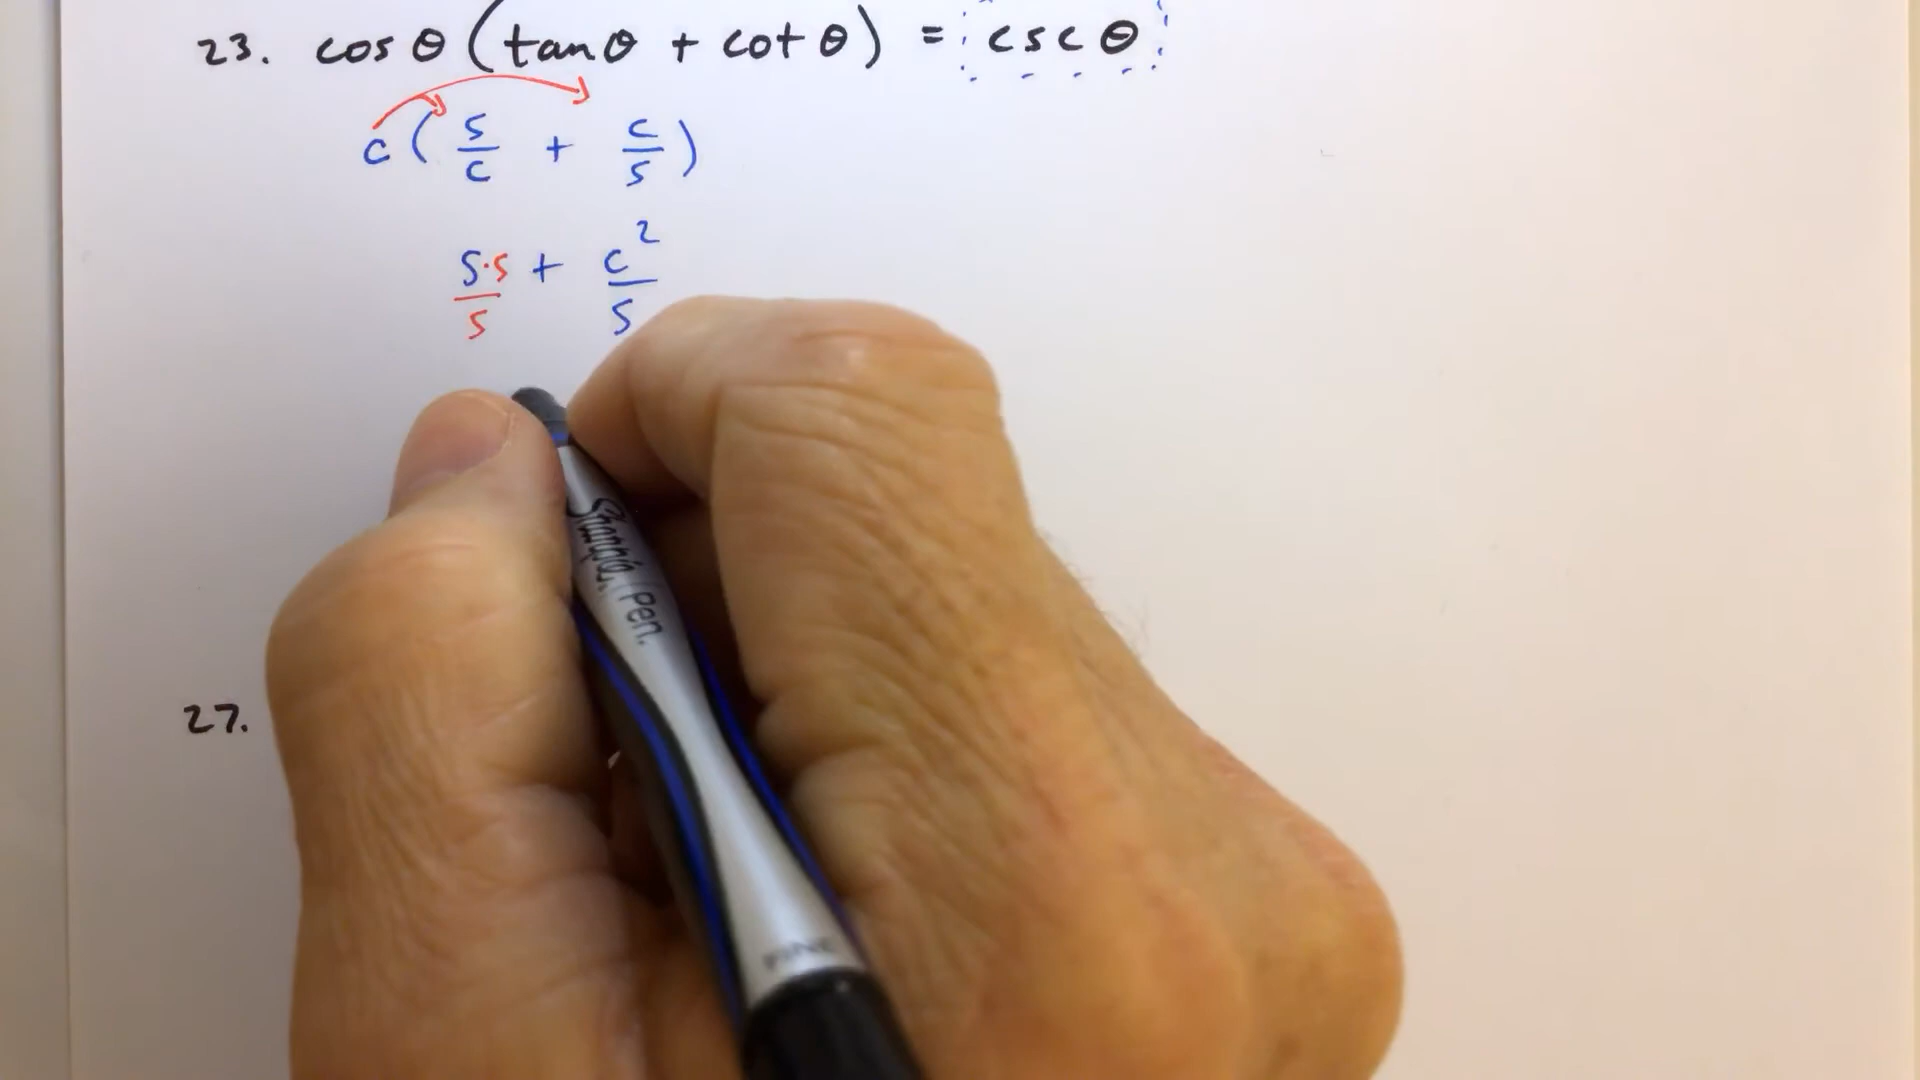 23. cos θ (tan θ + cot θ) = csc θ
c ( s/c + c/s )
s·s/s + c²/s
Sharpie. Pen.
FINE
27.